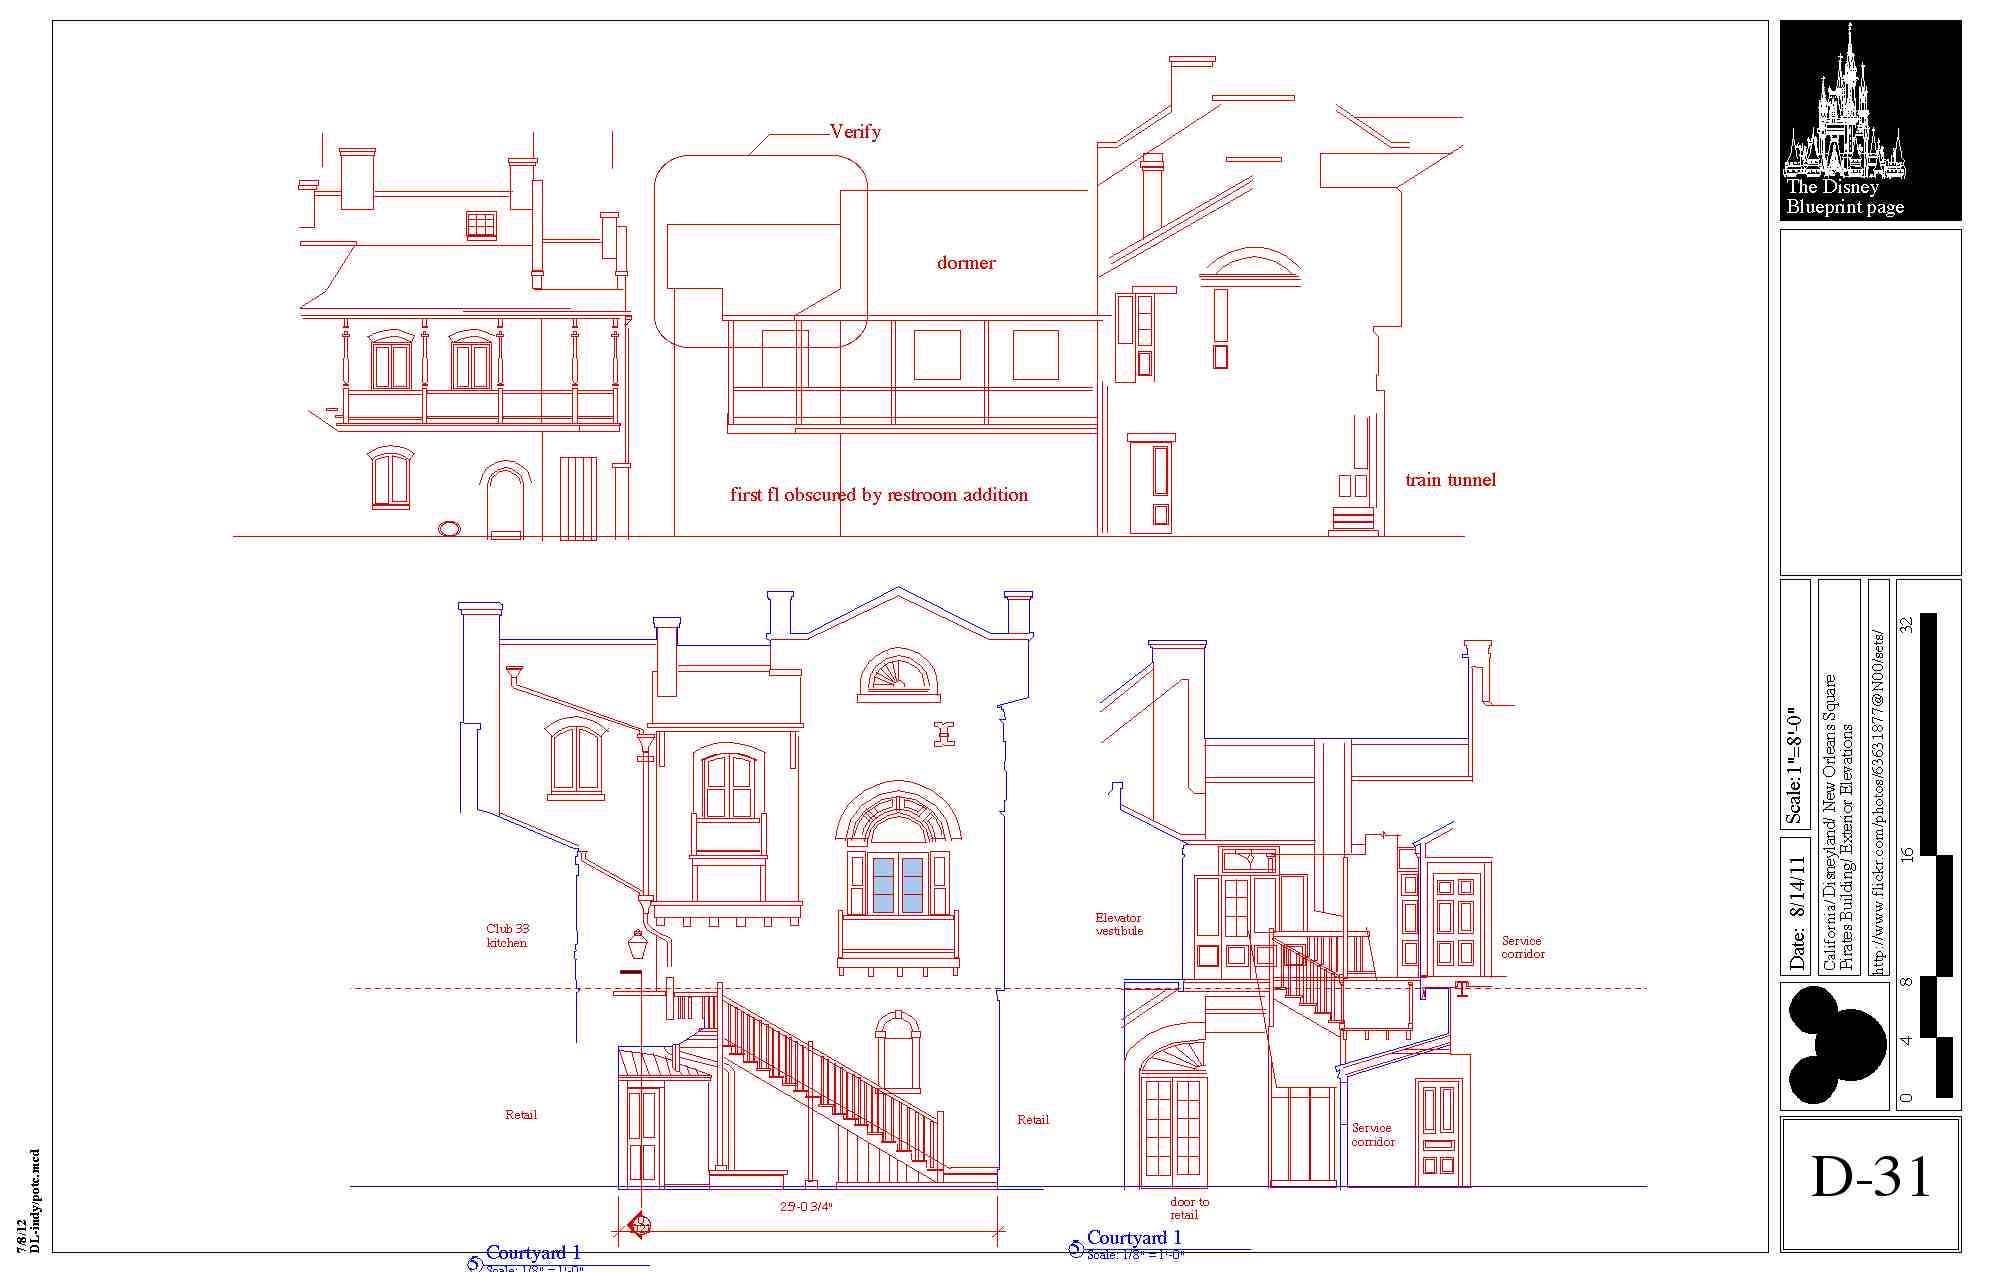 Verify
dormer
first fl obscured by restroom addition
train tunnel
Club 33
kitchen
Retail
Retail
25'-0 3/4"
5
Courtyard 1
Scale: 1/8" = 1'-0"
Elevator
vestibule
Service
corridor
Service
corridor
door to
retail
5
Courtyard 1
Scale: 1/8" = 1'-0"
The Disney
Blueprint page
Scale: 1"=8'-0"
Date: 8/14/11
California/ Disneyland/ New Orleans Square
Pirates Building/ Exterior Elevations
http://www.flickr.com/photos/63631877@N00/sets/
32
16
8
4
0
D-31
7/8/12
DL-indy/potc.mcd